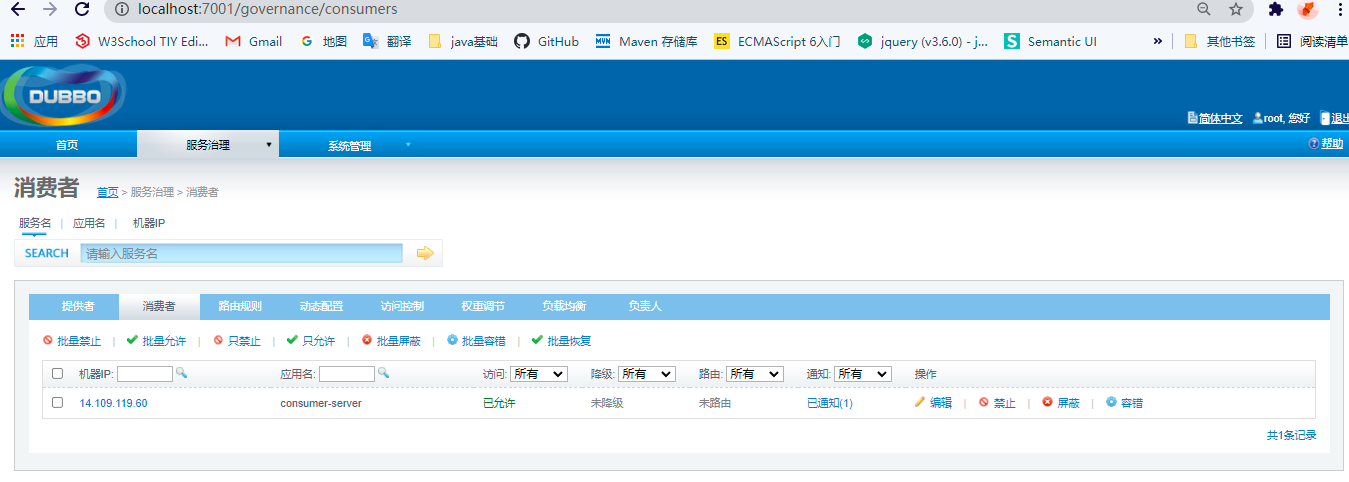 localhost:7001/governance/consumers
应用 W3School TIY Edi... Gmail 地图 翻译 java基础 GitHub Maven 存储库 ECMAScript 6入门 jquery (v3.6.0) - j... Semantic UI » 其他书签 阅读清单
DUBBO
简体中文 root, 您好 退出
首页 服务治理 系统管理 帮助
消费者 首页 > 服务治理 > 消费者
服务名 | 应用名 | 机器IP
SEARCH 请输入服务名
提供者 消费者 路由规则 动态配置 访问控制 权重调节 负载均衡 负责人
批量禁止 | 批量允许 | 只禁止 | 只允许 | 批量屏蔽 | 批量容错 | 批量恢复
机器IP: 应用名: 访问: 所有 降级: 所有 路由: 所有 通知: 所有 操作
14.109.119.60 consumer-server 已允许 未降级 未路由 已通知(1) 编辑 | 禁止 | 屏蔽 | 容错
共1条记录